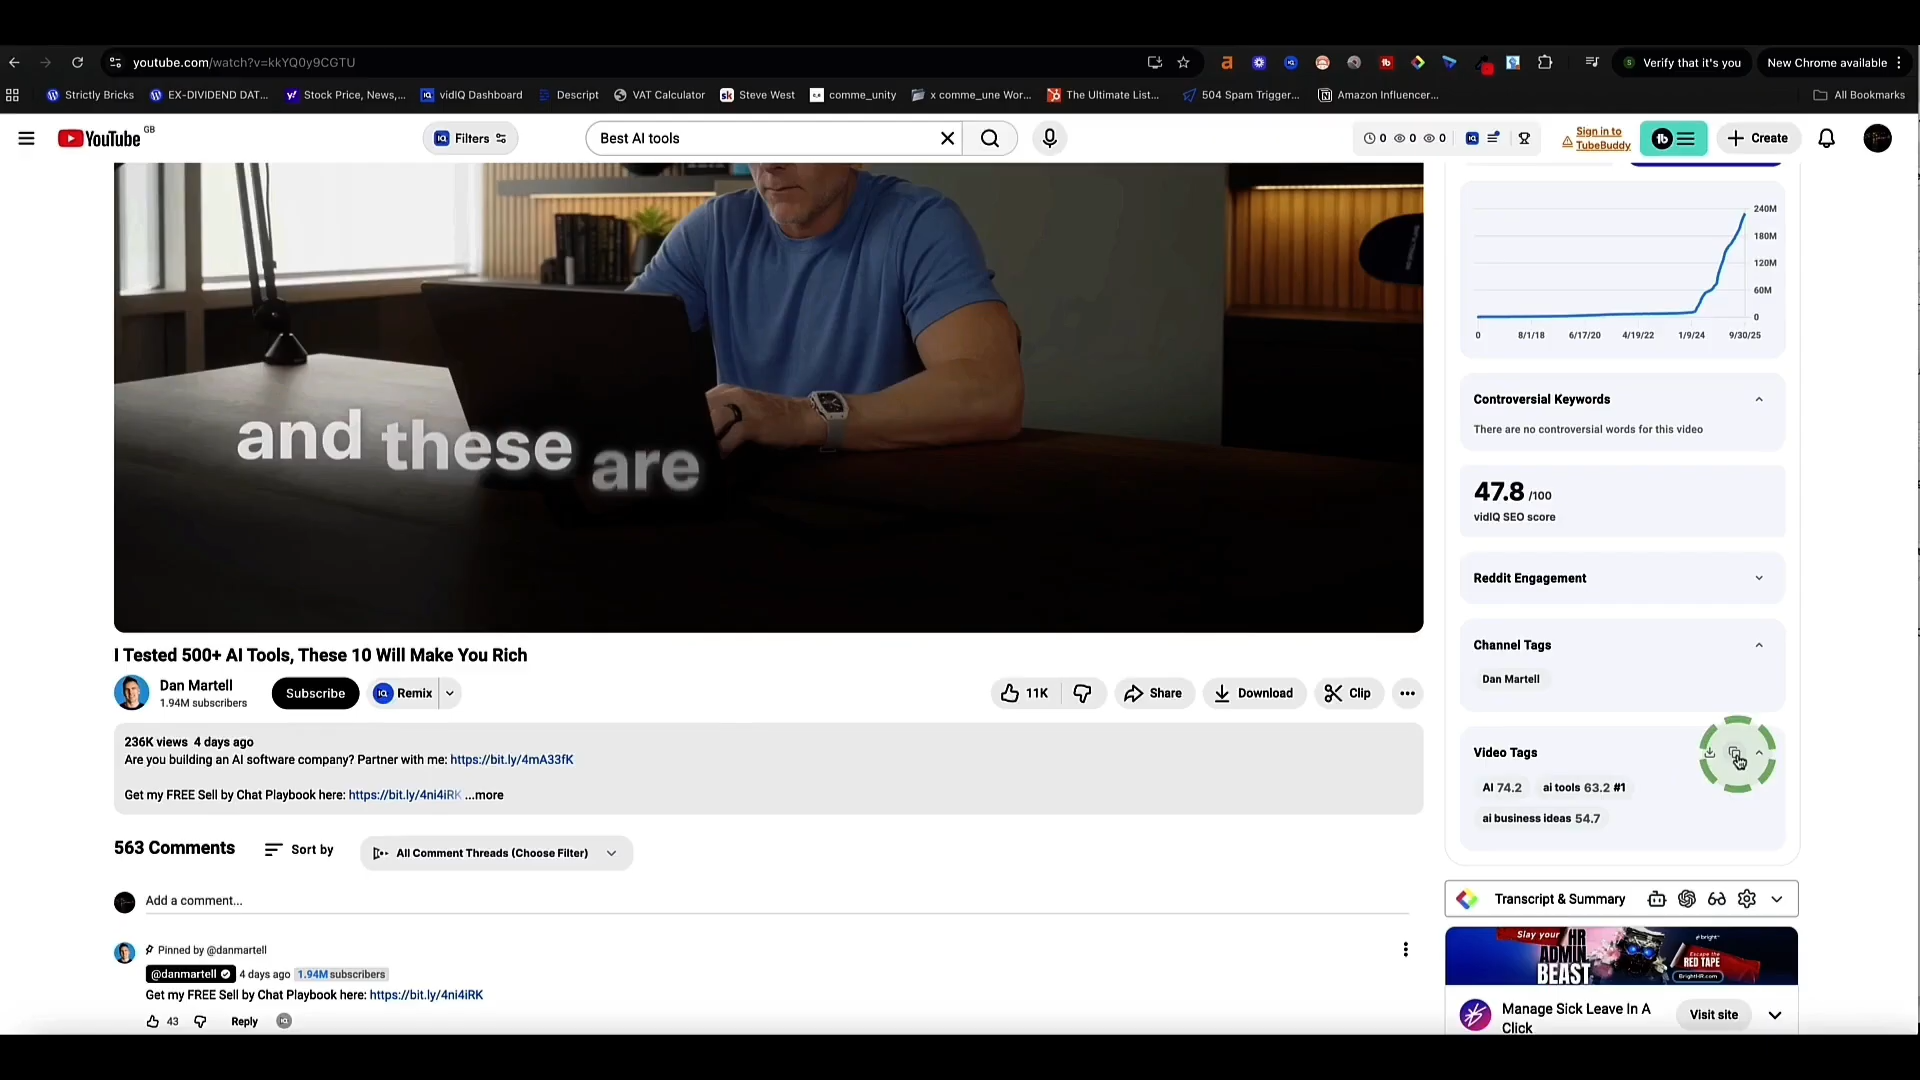 youtube.com/watch?v=kkYQ0y9CGTU
Verify that it's you
New Chrome available
Strictly Bricks
EX-DIVIDEND DAT...
Stock Price, News,...
vidIQ Dashboard
Descript
VAT Calculator
Steve West
comme_unity
x comme_une Wor...
The Ultimate List...
504 Spam Trigger...
Amazon Influencer...
All Bookmarks
YouTube GB
Filters
Best AI tools
0 0 0
Sign in to
TubeBuddy
Create
240M
180M
120M
60M
0
0 8/1/18 6/17/20 4/19/22 1/9/24 9/30/25
and these are
Controversial Keywords
There are no controversial words for this video
47.8 /100
vidIQ SEO score
Reddit Engagement
Channel Tags
Dan Martell
Video Tags
AI 74.2 ai tools 63.2 #1
ai business ideas 54.7
I Tested 500+ AI Tools, These 10 Will Make You Rich
Dan Martell
1.94M subscribers
Subscribe
Remix
11K
Share
Download
Clip
236K views 4 days ago
Are you building an AI software company? Partner with me: https://bit.ly/4mA33fK
Get my FREE Sell by Chat Playbook here: https://bit.ly/4ni4iRK ...more
563 Comments
Sort by
All Comment Threads (Choose Filter)
Add a comment...
Pinned by @danmartell
@danmartell 4 days ago 1.94M subscribers
Get my FREE Sell by Chat Playbook here: https://bit.ly/4ni4iRK
43 Reply
Transcript & Summary
Slay your
HR
ADMIN
BEAST
bright
Escape the
RED TAPE
BrightHR.com
Manage Sick Leave In A
Click
Visit site